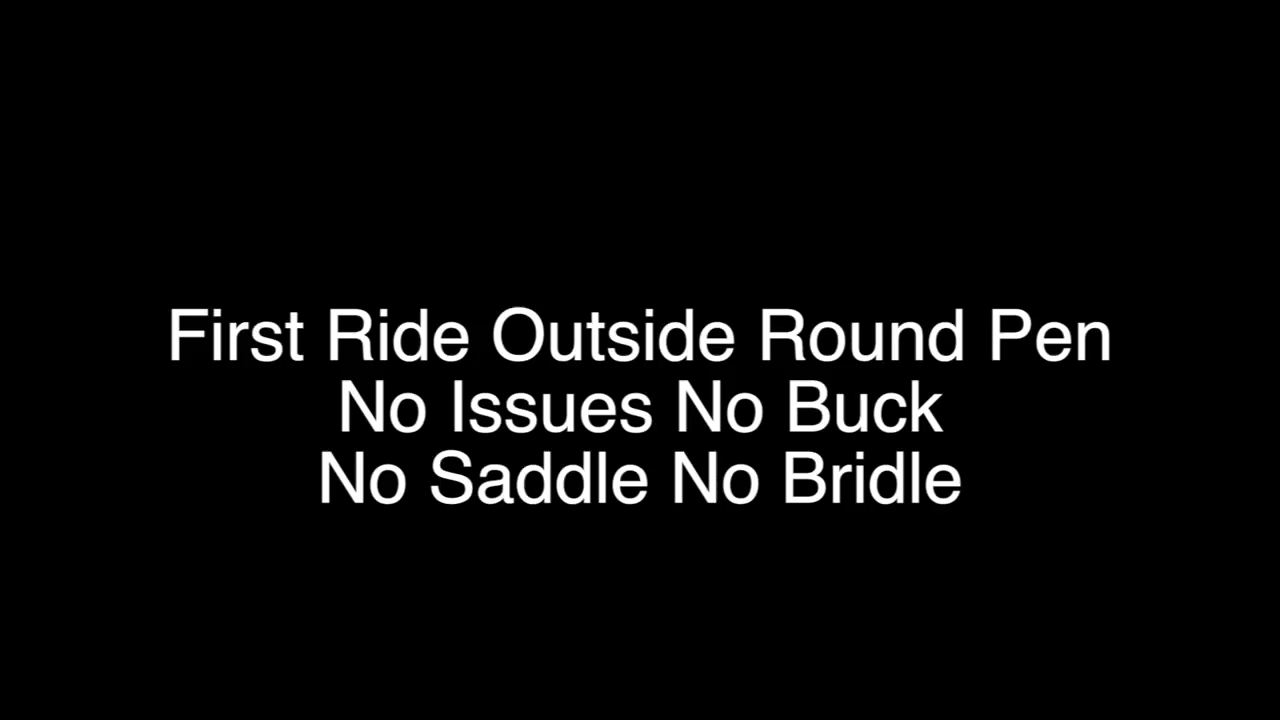 First Ride Outside Round Pen
No Issues No Buck
No Saddle No Bridle